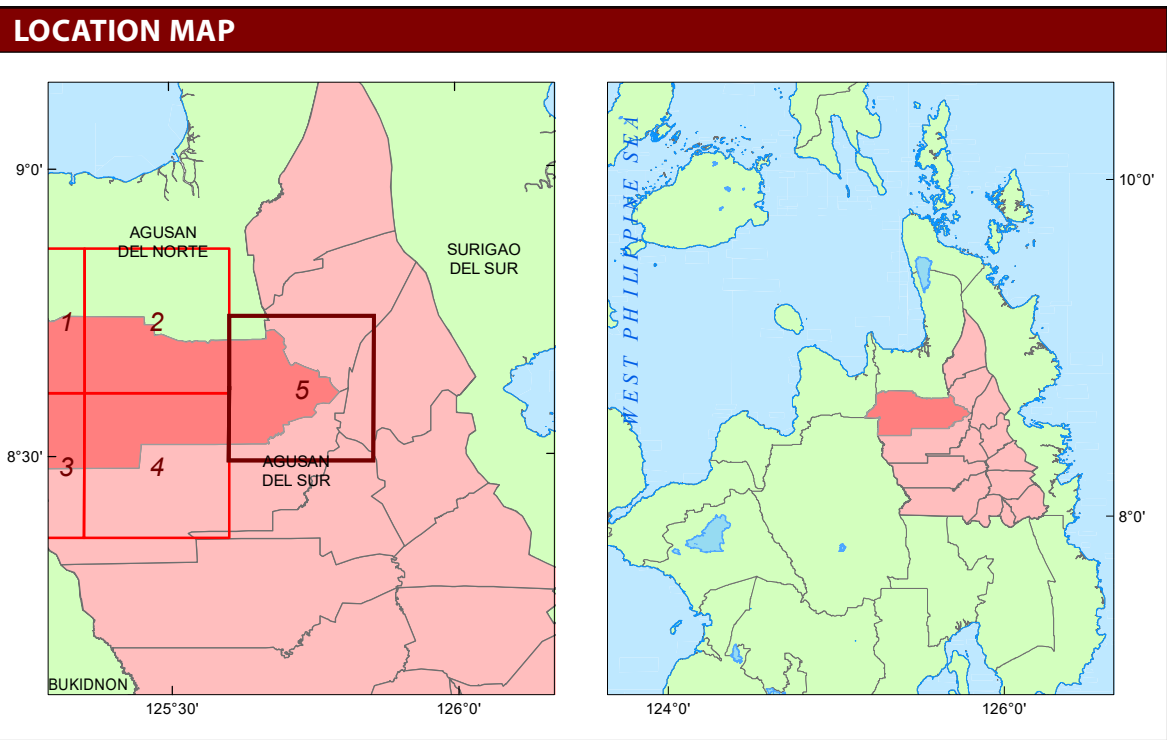 LOCATION MAP
9°0'
AGUSAN
DEL NORTE
SURIGAO
DEL SUR
1
2
5
8°30'
3
4
AGUSAN
DEL SUR
BUKIDNON
125°30'
126°0'
WEST PHILIPPINE SEA
10°0'
8°0'
124°0'
126°0'